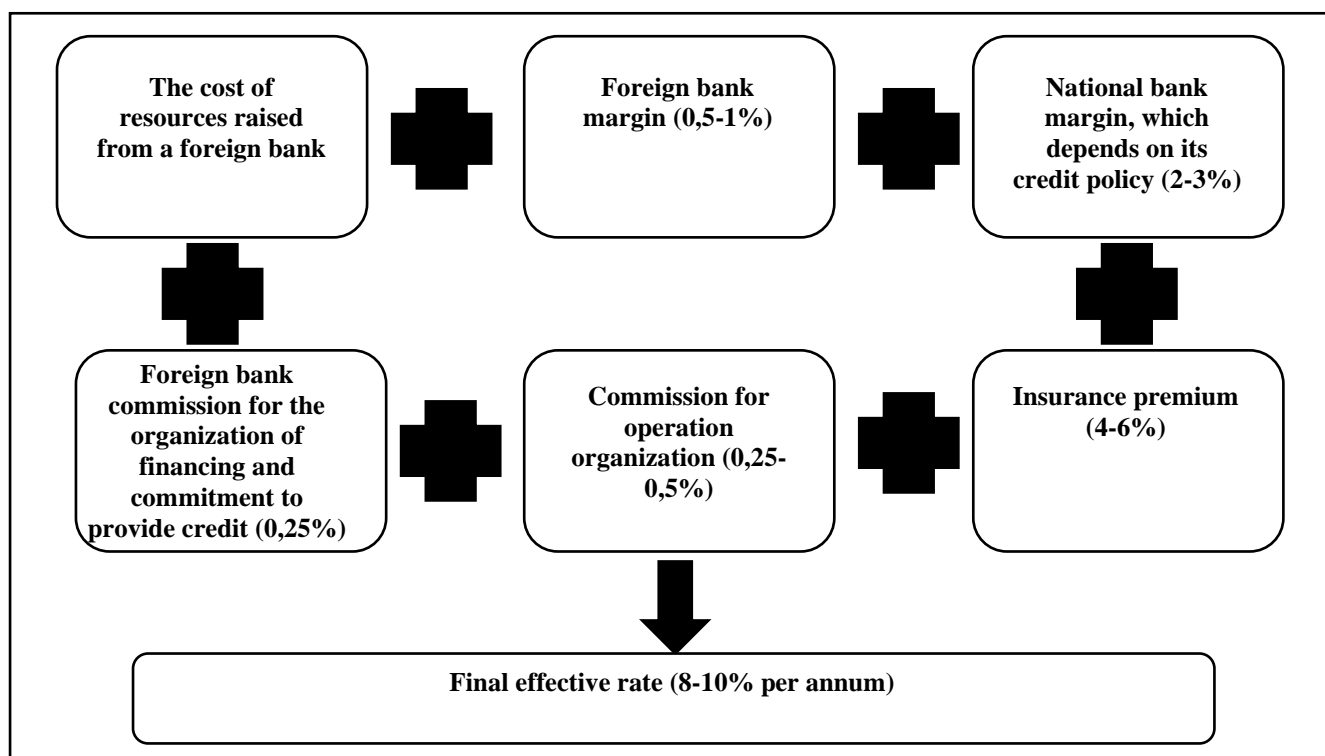 The cost of
resources raised
from a foreign bank
Foreign bank
margin (0,5-1%)
National bank
margin, which
depends on its
credit policy (2-3%)
Foreign bank
commission for the
organization of
financing and
commitment to
provide credit (0,25%)
Commission for
operation
organization (0,25-
0,5%)
Insurance premium
(4-6%)
Final effective rate (8-10% per annum)